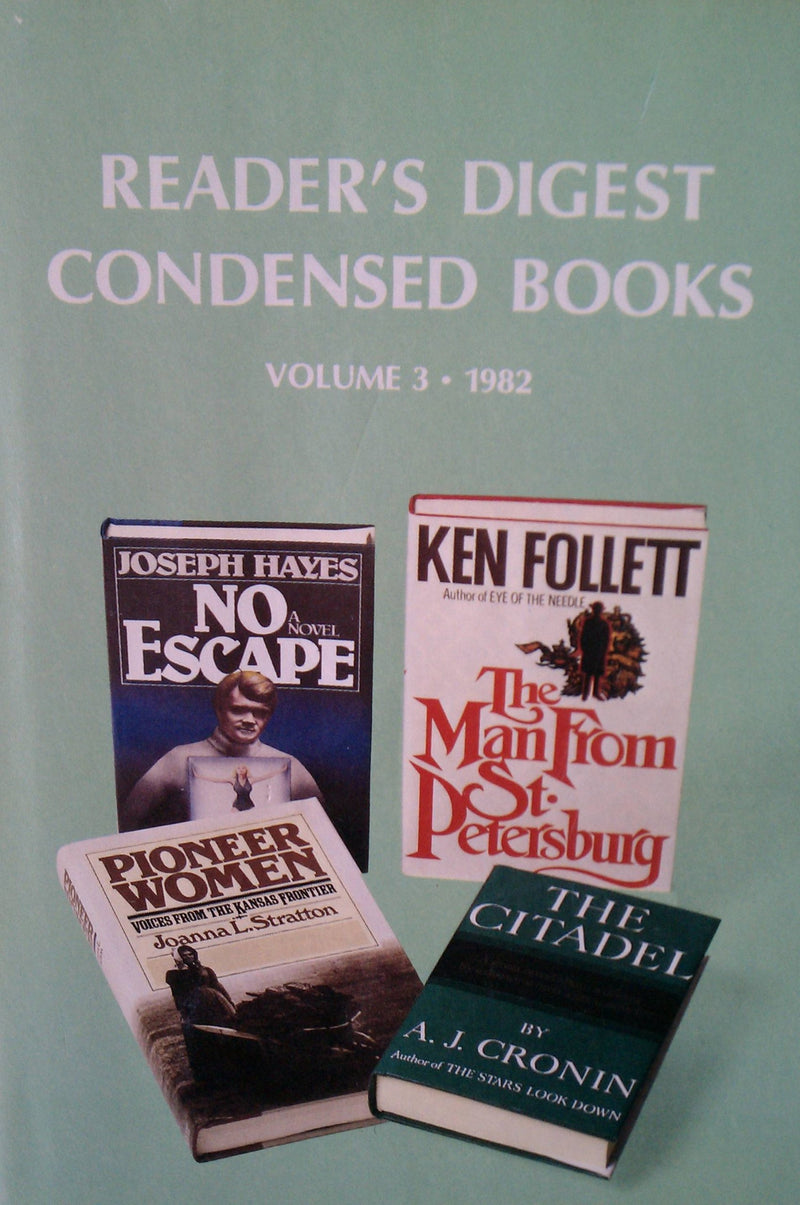 READER'S DIGEST
CONDENSED BOOKS
VOLUME 3 • 1982
JOSEPH HAYES
NO
A
NOVEL
ESCAPE
KEN FOLLETT
Author of EYE OF THE NEEDLE
The
Man From
St.
Petersburg
PIONEER
WOMEN
VOICES FROM THE KANSAS FRONTIER
Joanna L. Stratton
THE
CITADEL
BY
A. J. CRONIN
Author of THE STARS LOOK DOWN